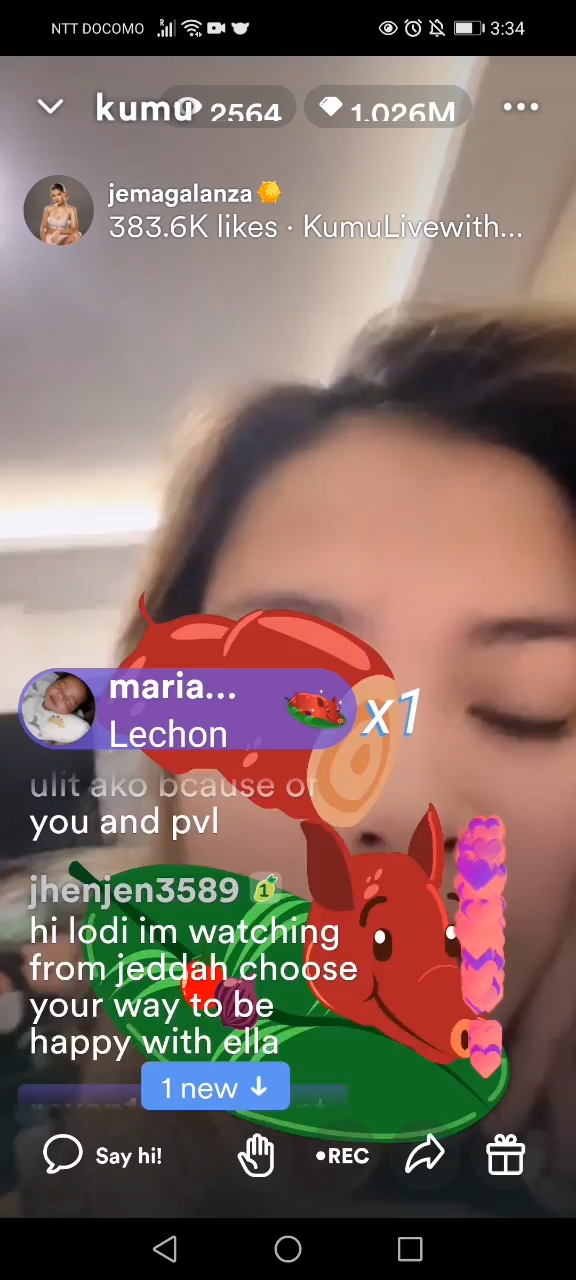 NTT DOCOMO
3:34
kumu 2564 1.026M
jemagalanza
383.6K likes · KumuLivewith...
maria...
Lechon
x1
ulit ako bcause of
you and pvl
jhenjen3589 1
hi lodi im watching
from jeddah choose
your way to be
happy with ella
1 new
Say hi!
•REC